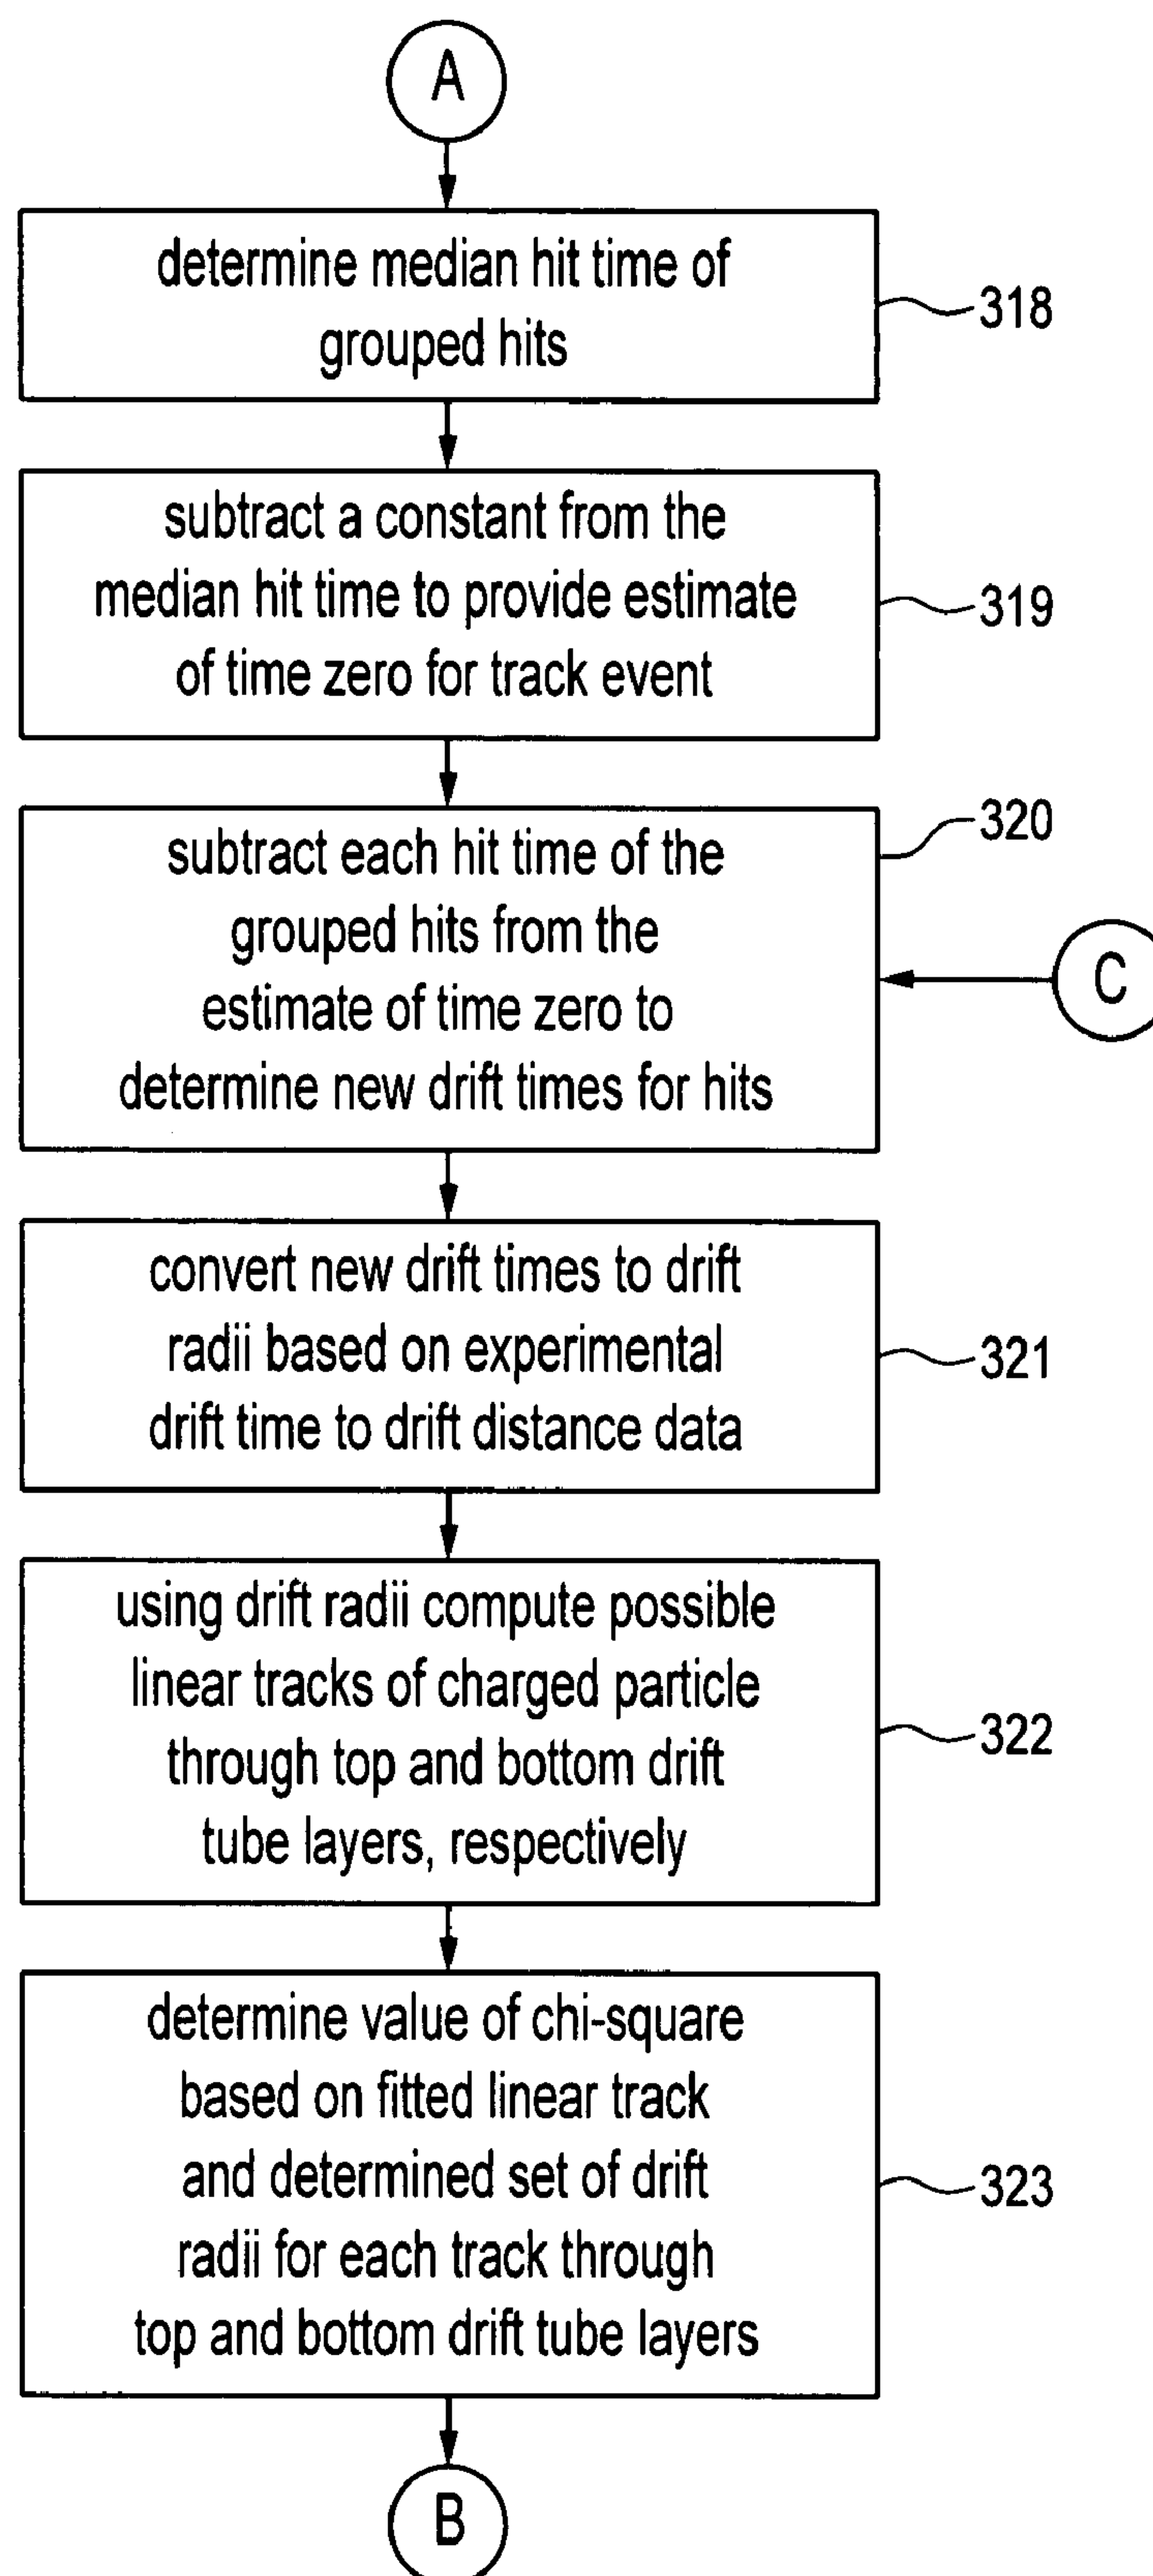 A
determine median hit time of
grouped hits
318
subtract a constant from the
median hit time to provide estimate
of time zero for track event
319
subtract each hit time of the
grouped hits from the
estimate of time zero to
determine new drift times for hits
320
C
convert new drift times to drift
radii based on experimental
drift time to drift distance data
321
using drift radii compute possible
linear tracks of charged particle
through top and bottom drift
tube layers, respectively
322
determine value of chi-square
based on fitted linear track
and determined set of drift
radii for each track through
top and bottom drift tube layers
323
B